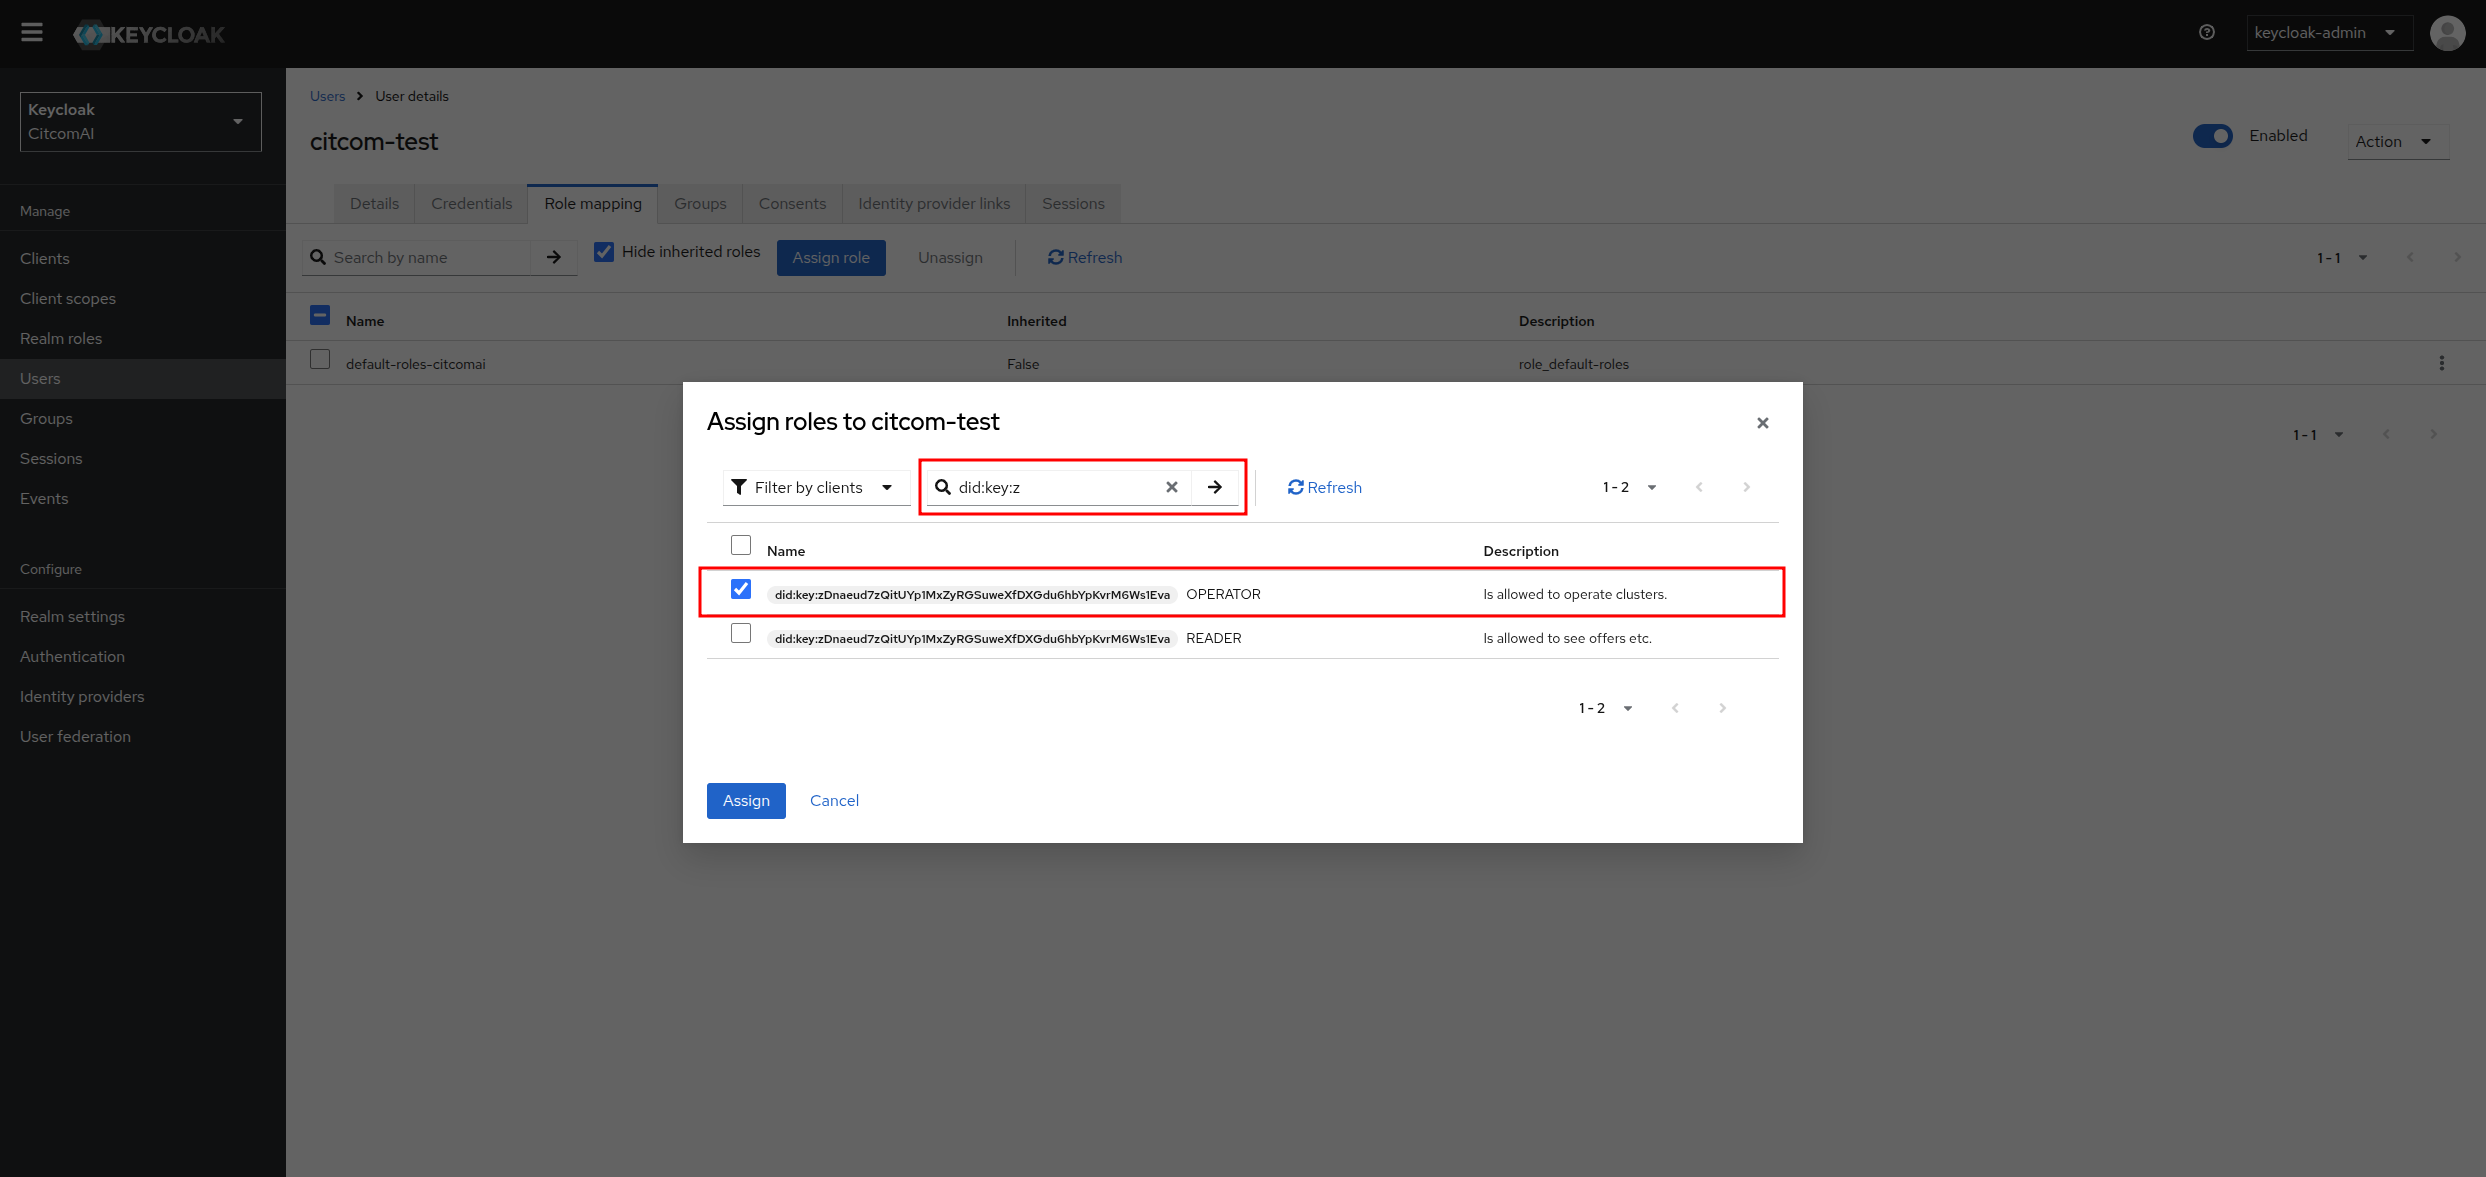 KEYCLOAK
keycloak-admin
Keycloak
CitcomAI
Manage
Clients
Client scopes
Realm roles
Users
Groups
Sessions
Events
Configure
Realm settings
Authentication
Identity providers
User federation
Users User details
citcom-test
Enabled
Action
Details Credentials Role mapping Groups Consents Identity provider links Sessions
Search by name Hide inherited roles Assign role Unassign Refresh 1 - 1
Name Inherited Description
default-roles-citcomai False role_default-roles
1 - 1
Assign roles to citcom-test
Filter by clients did:key:z Refresh 1 - 2
Name Description
did:key:zDnaeud7zQitUYp1MxZyRGSuweXfDXGdu6hbYpKvrM6Ws1Eva OPERATOR Is allowed to operate clusters.
did:key:zDnaeud7zQitUYp1MxZyRGSuweXfDXGdu6hbYpKvrM6Ws1Eva READER Is allowed to see offers etc.
1 - 2
Assign Cancel